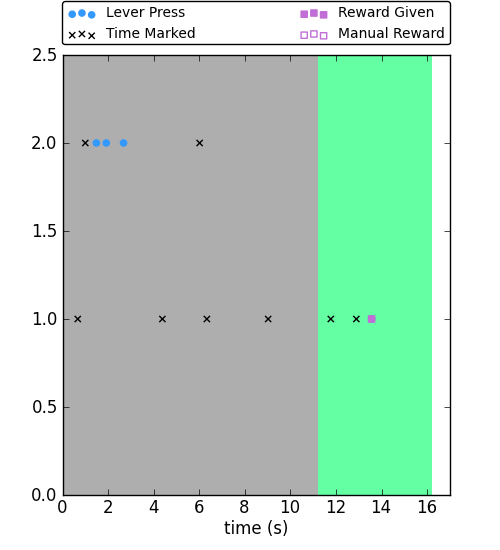 Lever Press
Reward Given
Time Marked
Manual Reward
2.5
2.0
1.5
1.0
0.5
0.0
0 2 4 6 8 10 12 14 16
time (s)